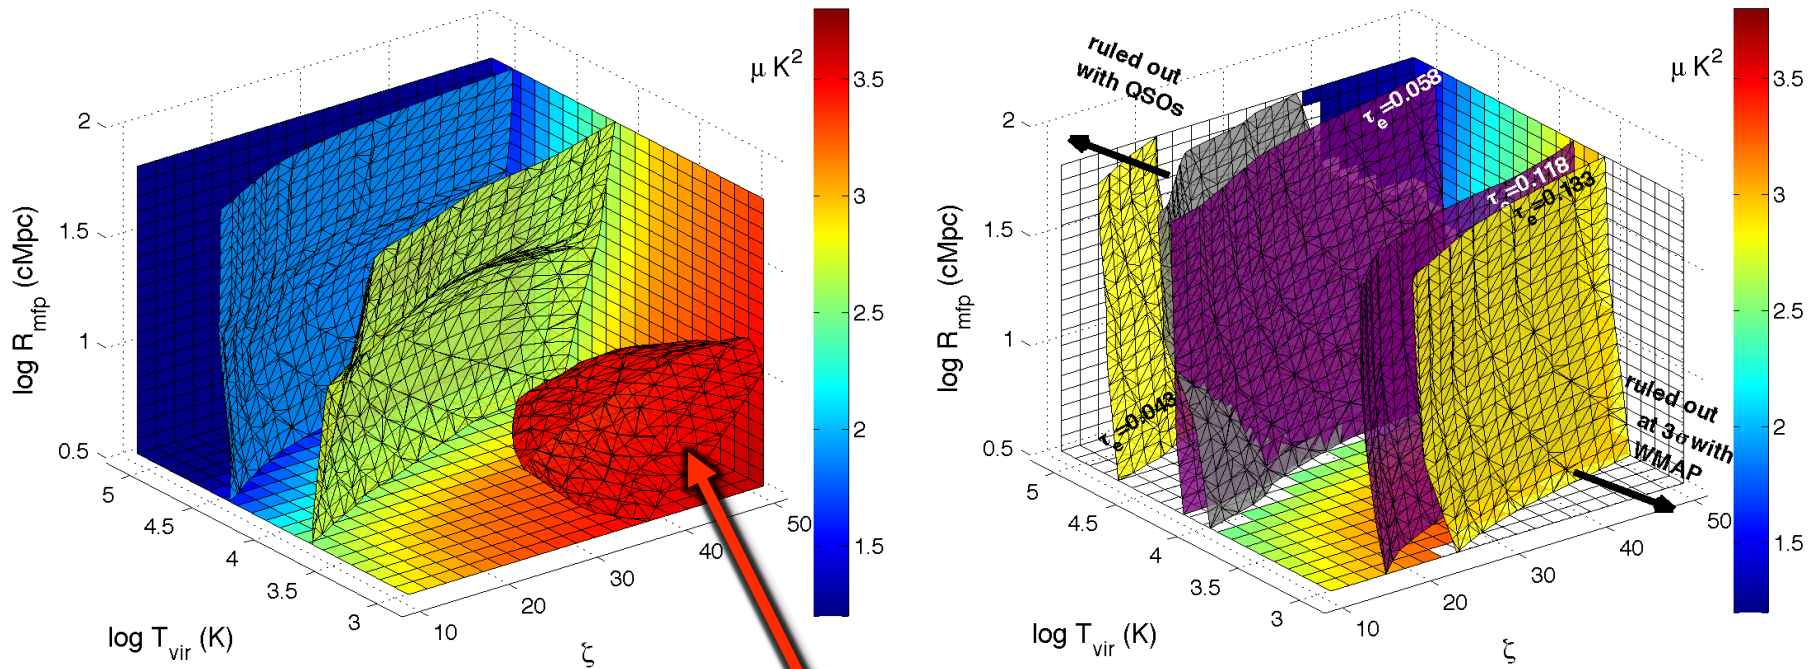 μ K²
3.5
3
2.5
2
1.5
2
1.5
1
0.5
log R_mfp (cMpc)
5
4.5
4
3.5
3
log T_vir (K)
10
20
30
40
50
ζ
ruled out
with QSOs
μ K²
3.5
3
2.5
2
1.5
τ_e=0.058
τ_e=0.118
τ_e=0.133
τ_e=0.043
ruled out
at 3σ with
WMAP
2
1.5
1
0.5
log R_mfp (cMpc)
5
4.5
4
3.5
3
log T_vir (K)
10
20
30
40
50
ζ